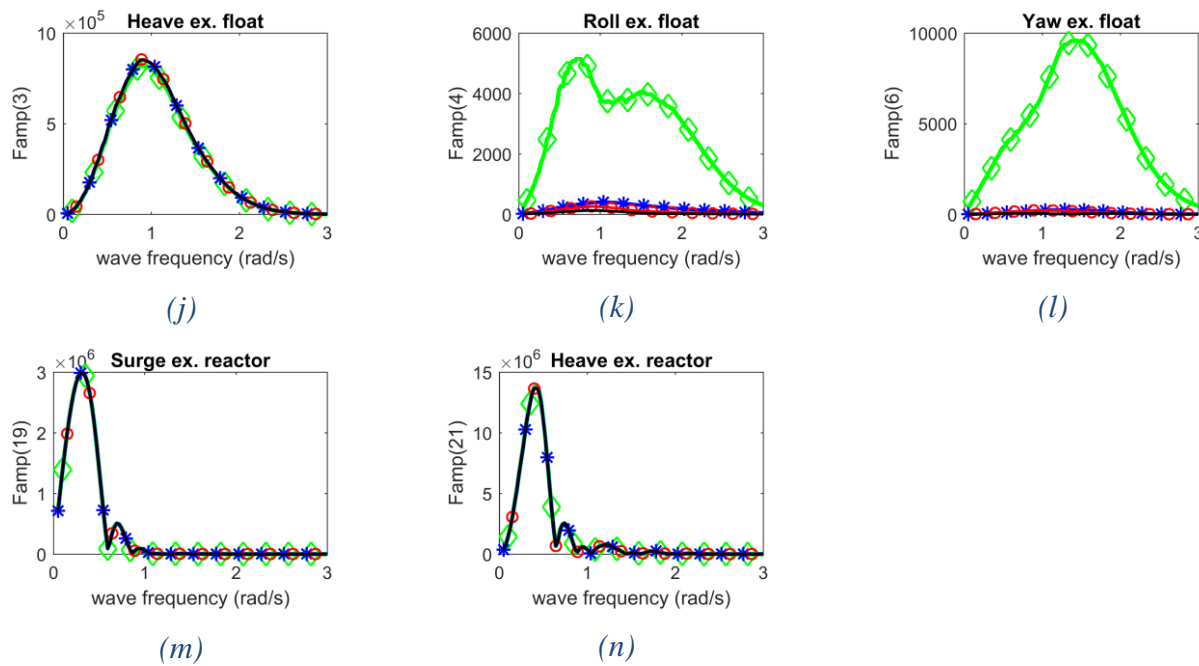 ×10⁵
Heave ex. float
10
5
0
Famp(3)
0 1 2 3
wave frequency (rad/s)
(j)
Roll ex. float
6000
4000
2000
0
Famp(4)
0 1 2 3
wave frequency (rad/s)
(k)
Yaw ex. float
10000
5000
0
Famp(6)
0 1 2 3
wave frequency (rad/s)
(l)
×10⁶
Surge ex. reactor
3
2
1
0
Famp(19)
0 1 2 3
wave frequency (rad/s)
(m)
×10⁶
Heave ex. reactor
15
10
5
0
Famp(21)
0 1 2 3
wave frequency (rad/s)
(n)